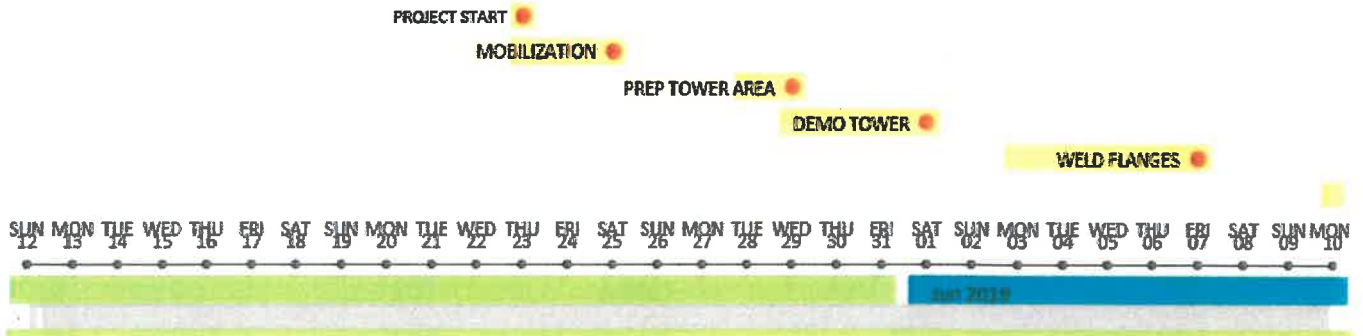 PROJECT START
MOBILIZATION
PREP TOWER AREA
DEMO TOWER
WELD FLANGES
SUN MON TUE WED THU FRI SAT SUN MON TUE WED THU FRI SAT SUN MON TUE WED THU FRI SAT SUN MON TUE WED THU FRI SAT SUN MON
12 13 14 15 16 17 18 19 20 21 22 23 24 25 26 27 28 29 30 31 01 02 03 04 05 06 07 08 09 10
Jun 2019